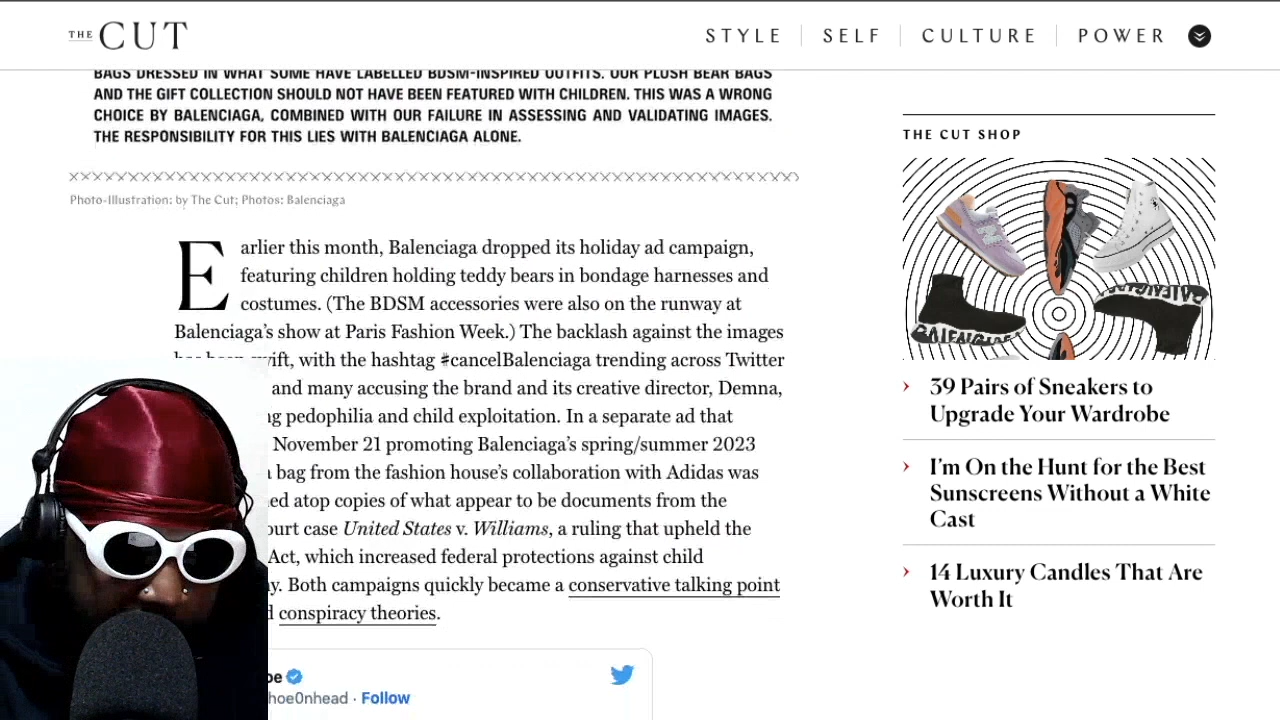 THE CUT
STYLE
SELF
CULTURE
POWER
BAGS DRESSED IN WHAT SOME HAVE LABELLED BDSM-INSPIRED OUTFITS. OUR PLUSH BEAR BAGS
AND THE GIFT COLLECTION SHOULD NOT HAVE BEEN FEATURED WITH CHILDREN. THIS WAS A WRONG
CHOICE BY BALENCIAGA, COMBINED WITH OUR FAILURE IN ASSESSING AND VALIDATING IMAGES.
THE RESPONSIBILITY FOR THIS LIES WITH BALENCIAGA ALONE.
Photo-Illustration: by The Cut; Photos: Balenciaga
Earlier this month, Balenciaga dropped its holiday ad campaign,
featuring children holding teddy bears in bondage harnesses and
costumes. (The BDSM accessories were also on the runway at
Balenciaga's show at Paris Fashion Week.) The backlash against the images
swift, with the hashtag #cancelBalenciaga trending across Twitter
and many accusing the brand and its creative director, Demna,
pedophilia and child exploitation. In a separate ad that
November 21 promoting Balenciaga's spring/summer 2023
bag from the fashion house's collaboration with Adidas was
atop copies of what appear to be documents from the
case United States v. Williams, a ruling that upheld the
Act, which increased federal protections against child
Both campaigns quickly became a conservative talking point
conspiracy theories.
hoe0nhead · Follow
THE CUT SHOP
BALENCIAGA
BALENCIAGA
39 Pairs of Sneakers to
Upgrade Your Wardrobe
I'm On the Hunt for the Best
Sunscreens Without a White
Cast
14 Luxury Candles That Are
Worth It